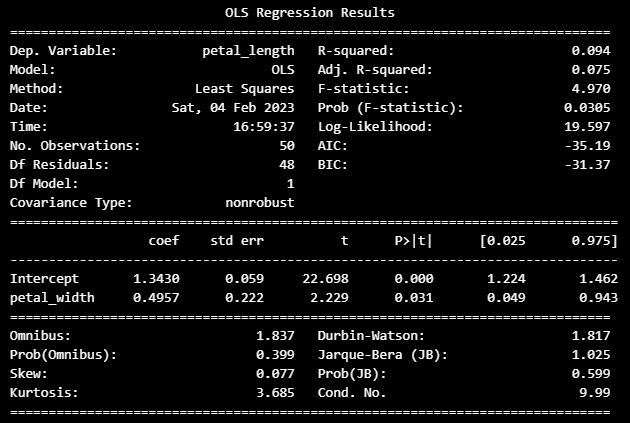 OLS Regression Results
==============================================================================
Dep. Variable: petal_length R-squared: 0.094
Model: OLS Adj. R-squared: 0.075
Method: Least Squares F-statistic: 4.970
Date: Sat, 04 Feb 2023 Prob (F-statistic): 0.0305
Time: 16:59:37 Log-Likelihood: 19.597
No. Observations: 50 AIC: -35.19
Df Residuals: 48 BIC: -31.37
Df Model: 1
Covariance Type: nonrobust
===============================================================================
coef std err t P>|t| [0.025 0.975]
-------------------------------------------------------------------------------
Intercept 1.3430 0.059 22.698 0.000 1.224 1.462
petal_width 0.4957 0.222 2.229 0.031 0.049 0.943
==============================================================================
Omnibus: 1.837 Durbin-Watson: 1.817
Prob(Omnibus): 0.399 Jarque-Bera (JB): 1.025
Skew: 0.077 Prob(JB): 0.599
Kurtosis: 3.685 Cond. No. 9.99
==============================================================================